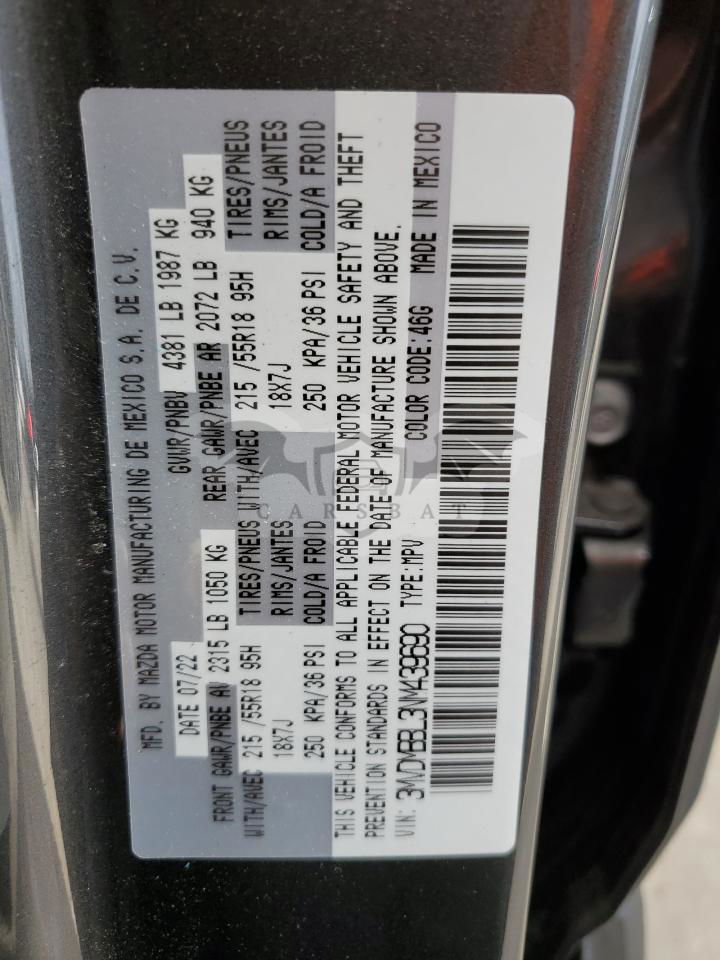 MFD. BY MAZDA MOTOR MANUFACTURING DE MEXICO S.A. DE C.V.
DATE 07/22 GVWR/PNBV 4381 LB 1987 KG
FRONT GAWR/PNBE AV 2315 LB 1050 KG REAR GAWR/PNBE AR 2072 LB 940 KG
WITH/AVEC 215 /55R18 95H TIRES/PNEUS WITH/AVEC 215 /55R18 95H TIRES/PNEUS
18X7J RIMS/JANTES 18X7J RIMS/JANTES
250 KPA/36 PSI COLD/A FROID 250 KPA/36 PSI COLD/A FROID
THIS VEHICLE CONFORMS TO ALL APPLICABLE FEDERAL MOTOR VEHICLE SAFETY AND THEFT
PREVENTION STANDARDS IN EFFECT ON THE DATE OF MANUFACTURE SHOWN ABOVE.
VIN: 3MVDMBBL3NM439690 TYPE:MPV COLOR CODE:46G MADE IN MEXICO
CARSBAT